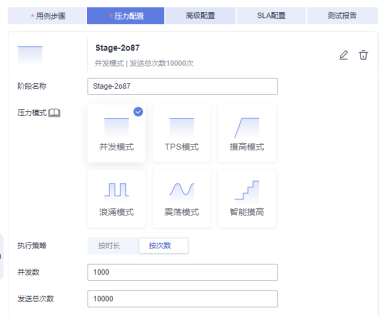 * 用例步骤
* 压力配置
高级配置
SLA配置
测试报告
Stage-2o87
并发模式 | 发送总次数10000次
阶段名称
Stage-2o87
压力模式
并发模式
TPS模式
摸高模式
浪涌模式
震荡模式
智能摸高
执行策略
按时长
按次数
并发数
1000
发送总次数
10000